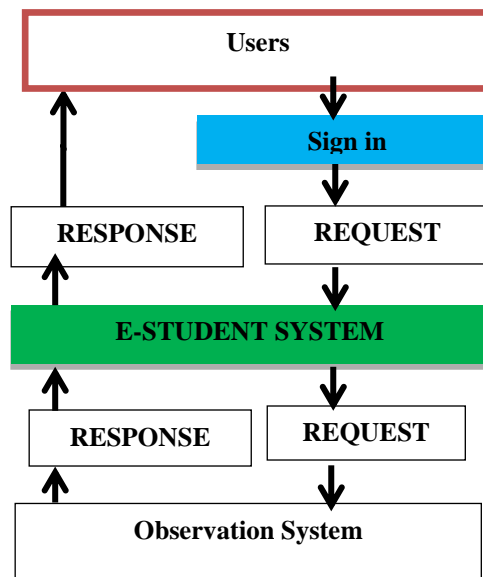 Users
Sign in
RESPONSE
REQUEST
E-STUDENT SYSTEM
RESPONSE
REQUEST
Observation System